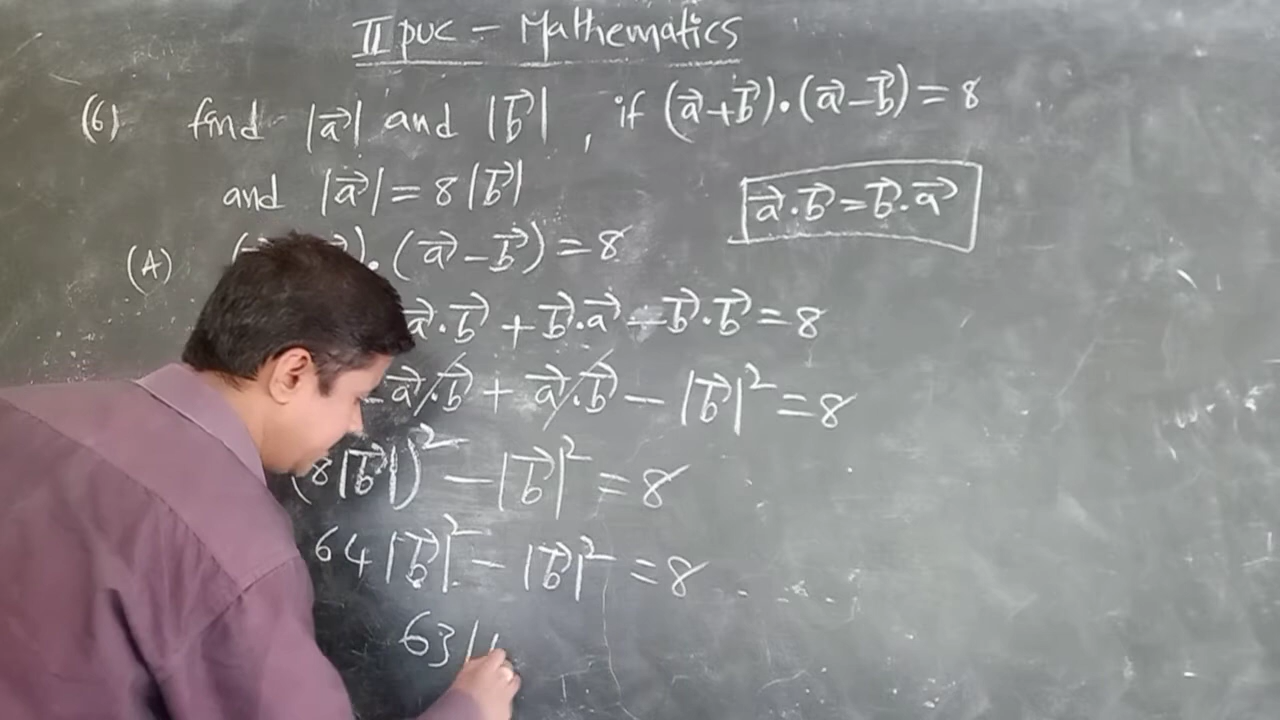 II PUC - Mathematics
(6) find |a⃗| and |b⃗|, if (a⃗+b⃗)·(a⃗-b⃗) = 8
and |a⃗| = 8|b⃗|
a⃗·b⃗ = b⃗·a⃗
(A) ( )·(a⃗-b⃗) = 8
a⃗·b⃗ + b⃗·a⃗ - b⃗·b⃗ = 8
- a⃗·b⃗ + a⃗·b⃗ - |b⃗|² = 8
(8|b⃗|)² - |b⃗|² = 8
64|b⃗|² - |b⃗|² = 8
63|